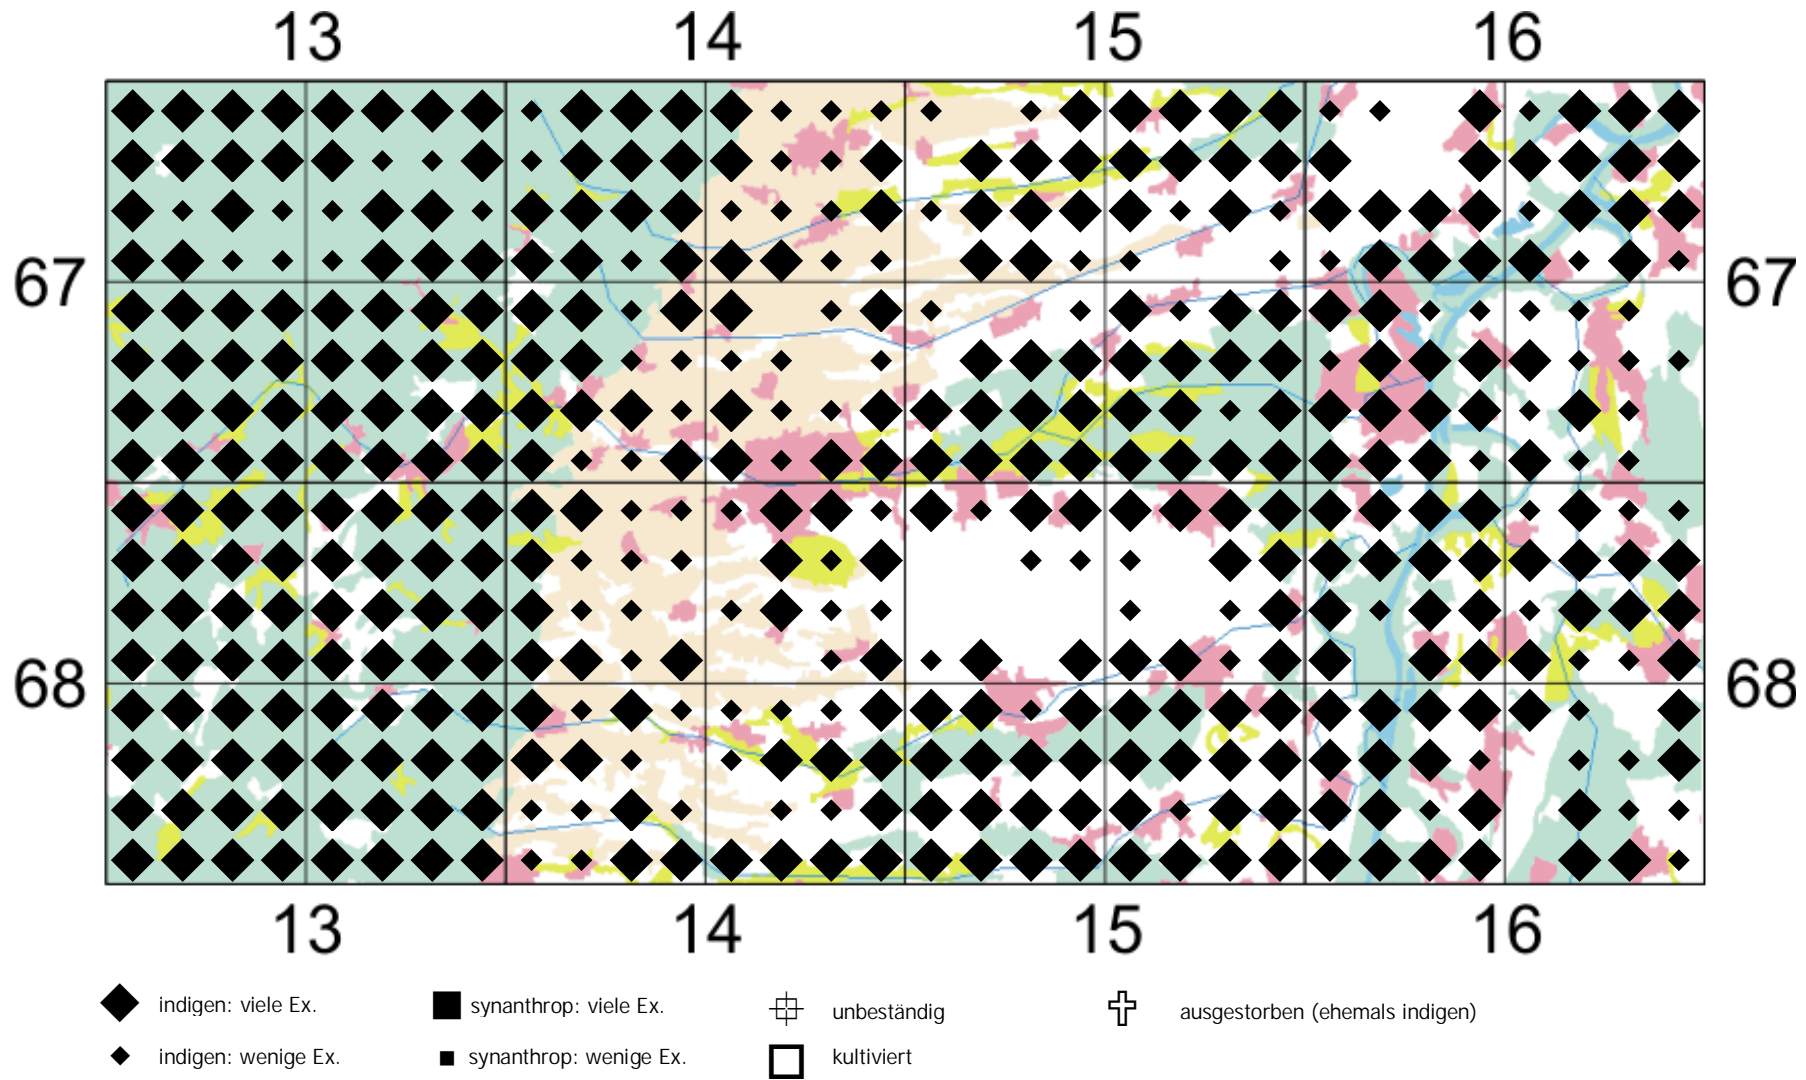 13 14 15 16
67 67
68 68
13 14 15 16
indigen: viele Ex. synanthrop: viele Ex. unbeständig ausgestorben (ehemals indigen)
indigen: wenige Ex. synanthrop: wenige Ex. kultiviert